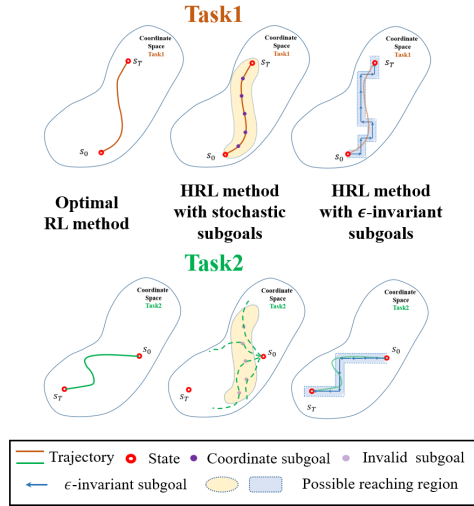 Task1
Coordinate
Space
Task1
s_T
s_0
Coordinate
Space
Task1
s_T
s_0
Coordinate
Space
Task1
s_T
s_0
Optimal
RL method
HRL method
with stochastic
subgoals
HRL method
with ϵ-invariant
subgoals
Task2
Coordinate
Space
Task2
s_0
s_T
Coordinate
Space
Task2
s_0
s_T
Coordinate
Space
Task2
s_0
s_T
Trajectory State Coordinate subgoal Invalid subgoal
ϵ-invariant subgoal Possible reaching region